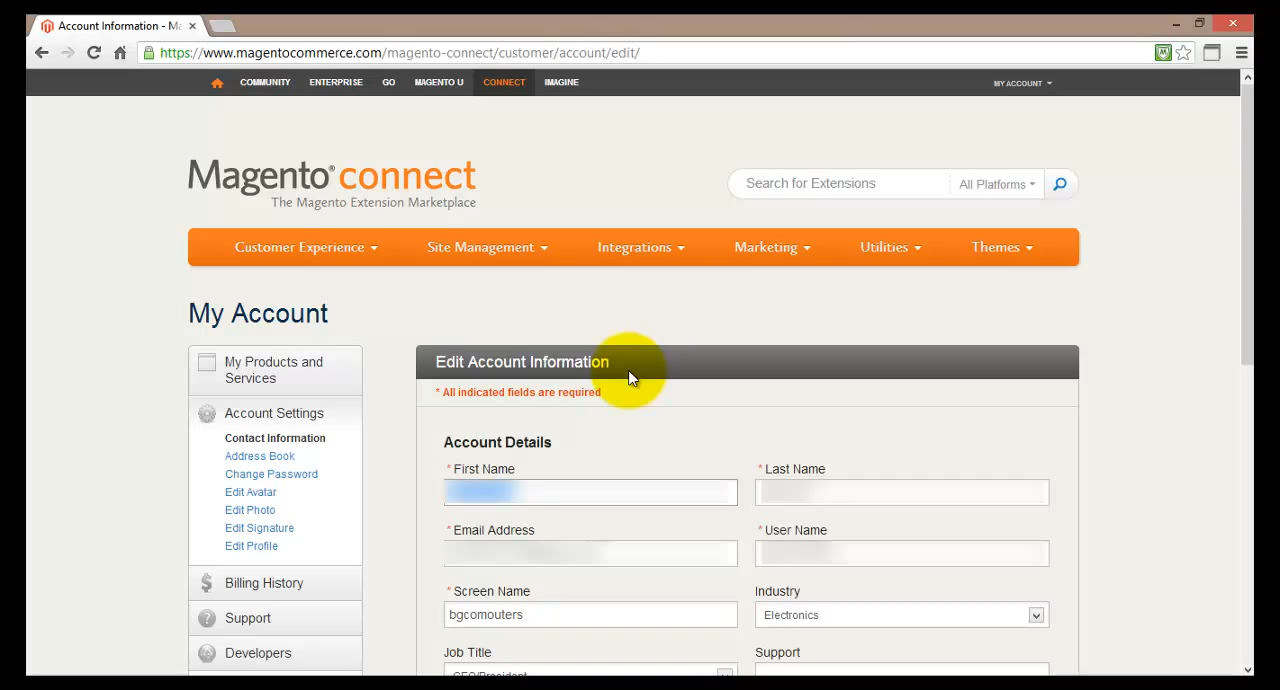 Account Information - Ma
https://www.magentocommerce.com/magento-connect/customer/account/edit/
COMMUNITY ENTERPRISE GO MAGENTO U CONNECT IMAGINE MY ACCOUNT
Magento® connect
The Magento Extension Marketplace
Search for Extensions All Platforms
Customer Experience Site Management Integrations Marketing Utilities Themes
My Account
My Products and
Services
Account Settings
Contact Information
Address Book
Change Password
Edit Avatar
Edit Photo
Edit Signature
Edit Profile
Billing History
Support
Developers
Edit Account Information
* All indicated fields are required
Account Details
* First Name * Last Name
* Email Address * User Name
* Screen Name Industry
bgcomouters Electronics
Job Title Support
CEO/President